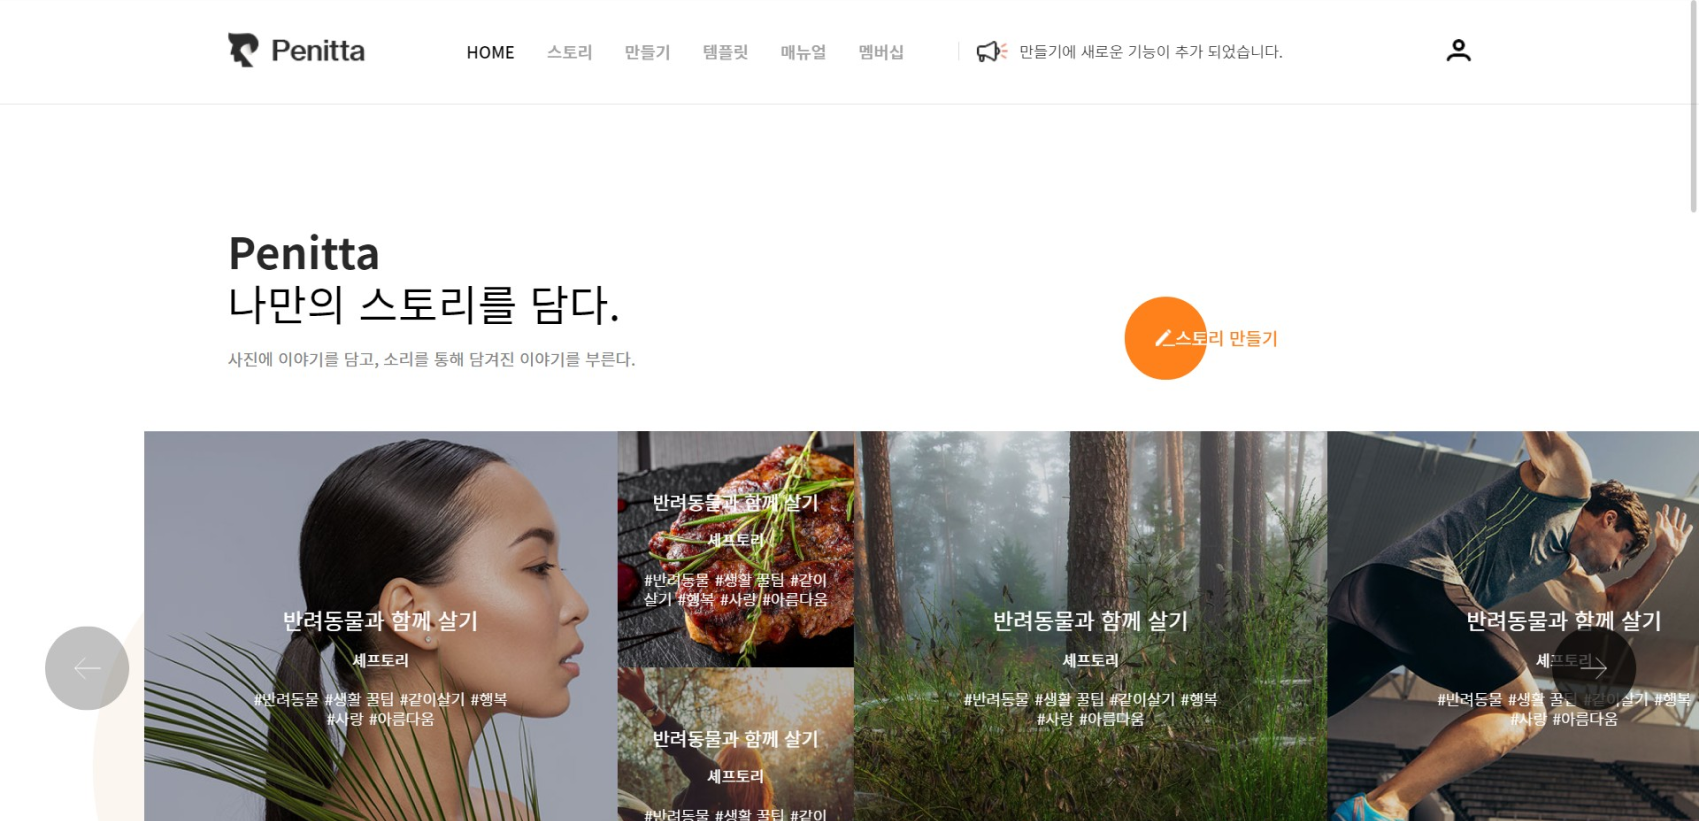 Penitta
HOME 스토리 만들기 템플릿 매뉴얼 멤버십
만들기에 새로운 기능이 추가 되었습니다.
Penitta
나만의 스토리를 담다.
사진에 이야기를 담고, 소리를 통해 담겨진 이야기를 부른다.
스토리 만들기
반려동물과 함께 살기
셰프토리
#반려동물 #생활 꿀팁 #같이살기 #행복
#사랑 #아름다움
반려동물과 함께 살기
셰프토리
#반려동물 #생활 꿀팁 #같이
살기 #행복 #사랑 #아름다움
반려동물과 함께 살기
셰프토리
#반려동물 #생활 꿀팁 #같이
반려동물과 함께 살기
셰프토리
#반려동물 #생활 꿀팁 #같이살기 #행복
#사랑 #아름다움
반려동물과 함께 살기
셰프토리
#반려동물 #생활 꿀팁 #같이살기 #행복
#사랑 #아름다움